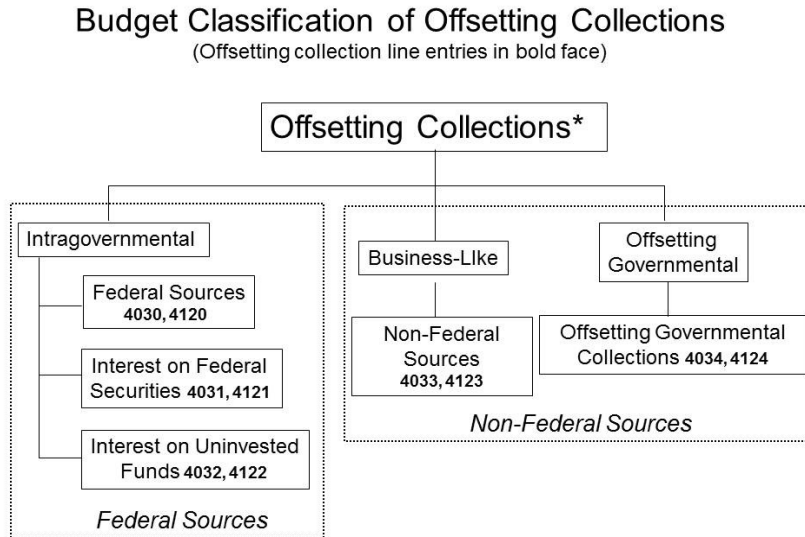 Budget Classification of Offsetting Collections
(Offsetting collection line entries in bold face)
Offsetting Collections*
Intragovernmental
Federal Sources
4030, 4120
Interest on Federal
Securities 4031, 4121
Interest on Uninvested
Funds 4032, 4122
Federal Sources
Business-LIke
Non-Federal
Sources
4033, 4123
Offsetting
Governmental
Offsetting Governmental
Collections 4034, 4124
Non-Federal Sources